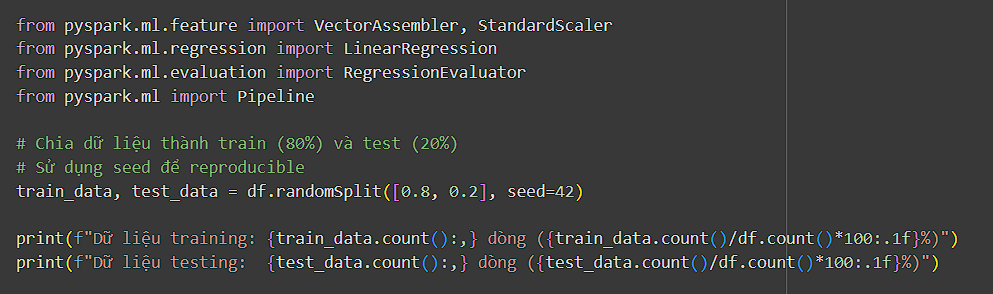 from pyspark.ml.feature import VectorAssembler, StandardScaler
from pyspark.ml.regression import LinearRegression
from pyspark.ml.evaluation import RegressionEvaluator
from pyspark.ml import Pipeline
# Chia dữ liệu thành train (80%) và test (20%)
# Sử dụng seed để reproducible
train_data, test_data = df.randomSplit([0.8, 0.2], seed=42)
print(f"Dữ liệu training: {train_data.count():,} dòng ({train_data.count()/df.count()*100:.1f}%)")
print(f"Dữ liệu testing:  {test_data.count():,} dòng ({test_data.count()/df.count()*100:.1f}%)")